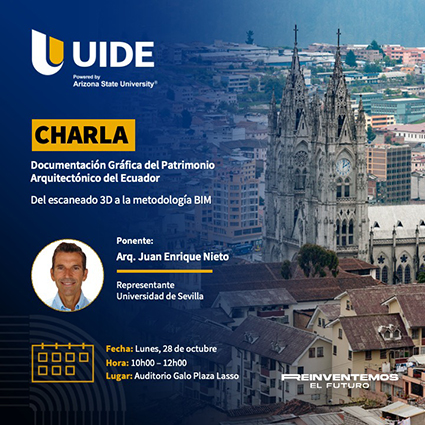 UIDE
Powered by
Arizona State University®
CHARLA
Documentación Gráfica del Patrimonio
Arquitectónico del Ecuador
Del escaneado 3D a la metodología BIM
Ponente:
Arq. Juan Enrique Nieto
Representante
Universidad de Sevilla
Fecha: Lunes, 28 de octubre
Hora: 10h00 – 12h00
Lugar: Auditorio Galo Plaza Lasso
REINVENTEMOS
EL FUTURO